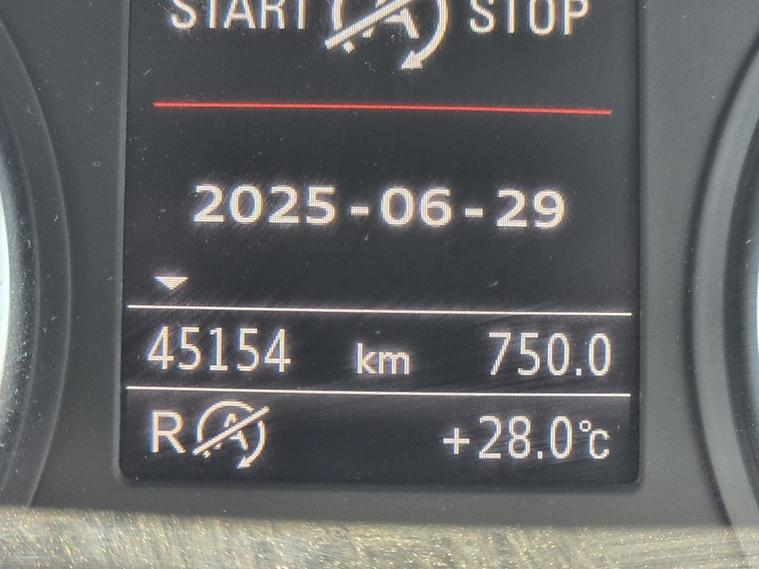 START A STOP
2025-06-29
45154 km 750.0
R A +28.0°C